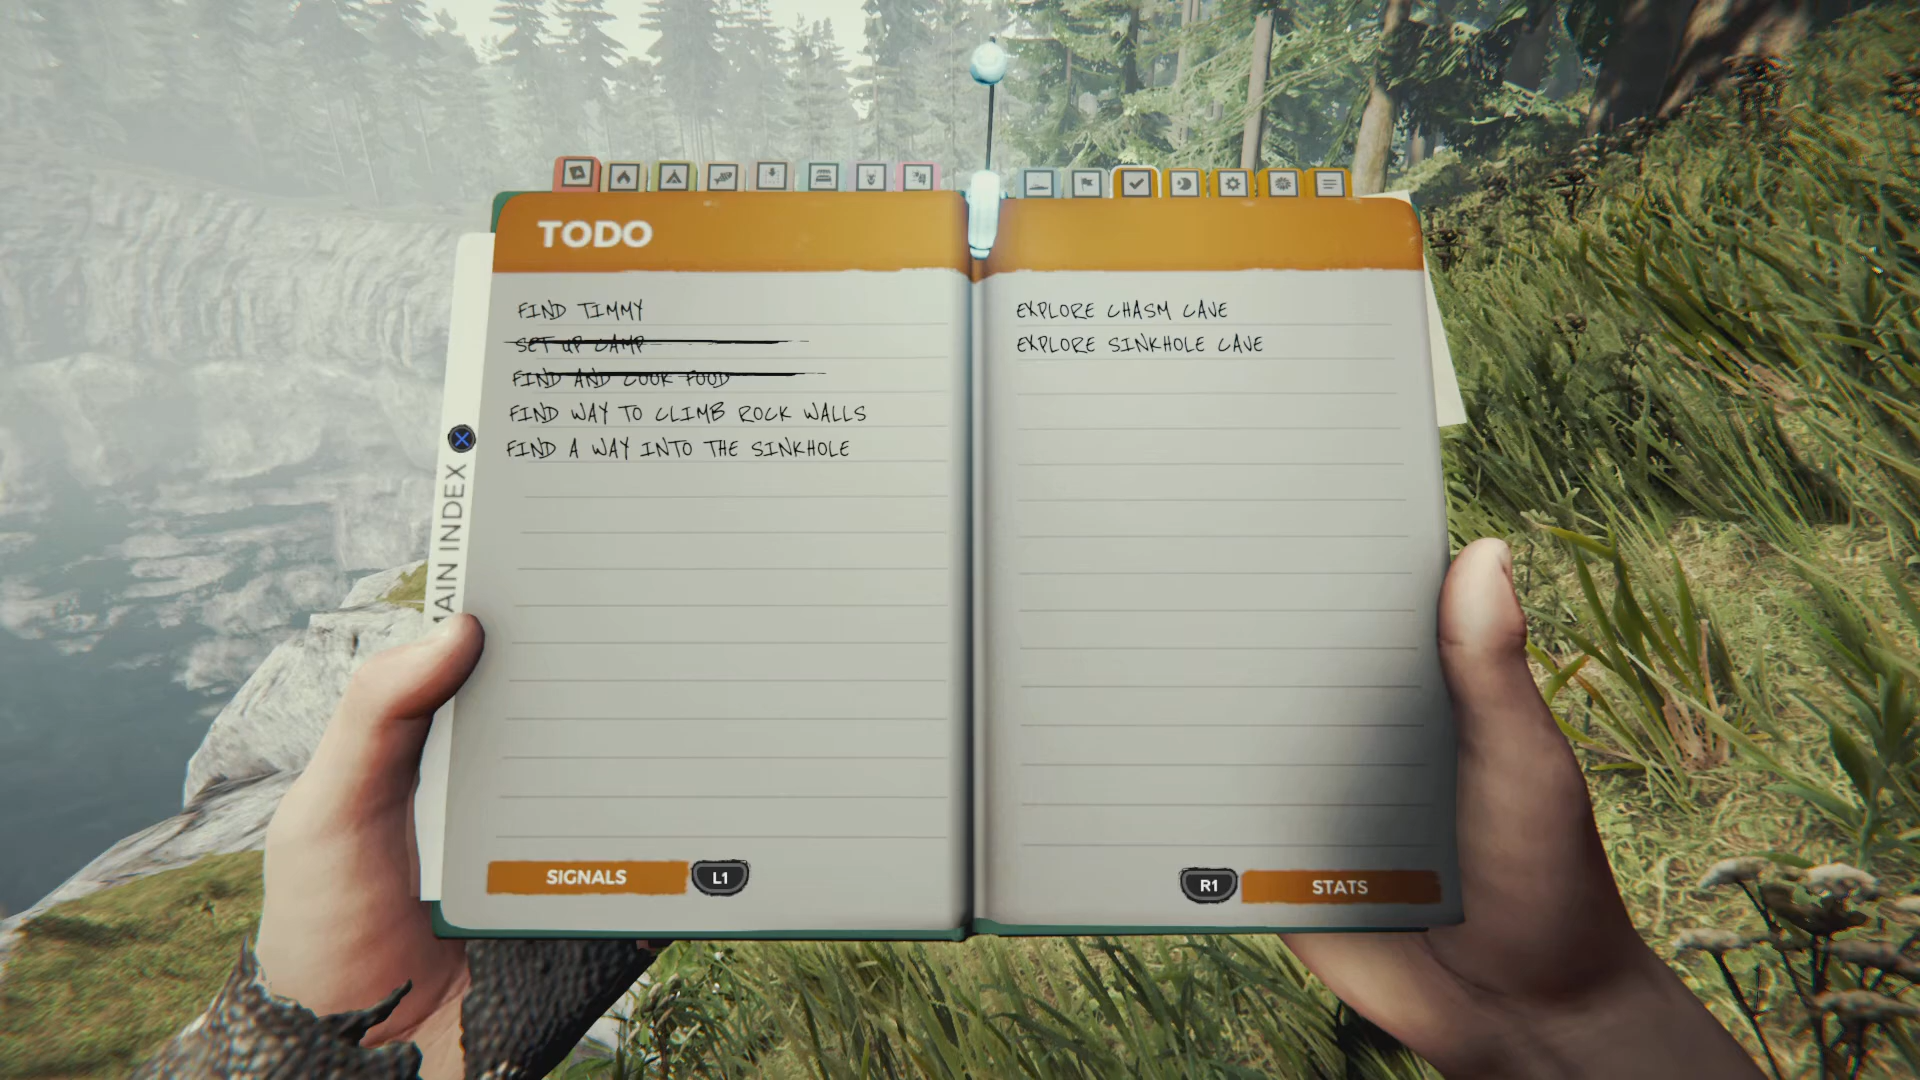 TODO
FIND TIMMY
SET UP CAMP
FIND AND COOK FOOD
FIND WAY TO CLIMB ROCK WALLS
FIND A WAY INTO THE SINKHOLE
EXPLORE CHASM CAVE
EXPLORE SINKHOLE CAVE
MAIN INDEX
SIGNALS
L1
R1
STATS